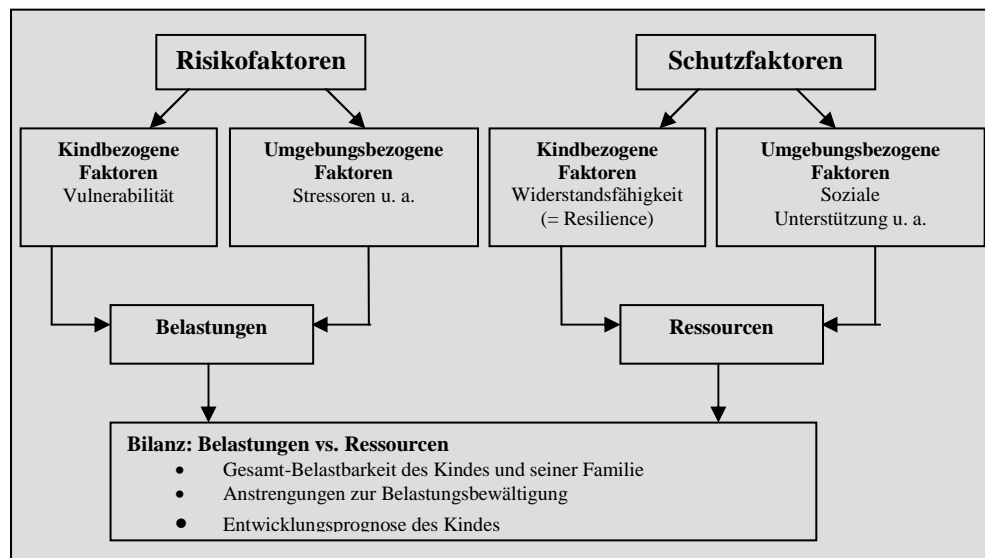 Risikofaktoren
Schutzfaktoren
Kindbezogene
Faktoren
Vulnerabilität
Umgebungsbezogene
Faktoren
Stressoren u. a.
Kindbezogene
Faktoren
Widerstandsfähigkeit
(= Resilience)
Umgebungsbezogene
Faktoren
Soziale
Unterstützung u. a.
Belastungen
Ressourcen
Bilanz: Belastungen vs. Ressourcen
• Gesamt-Belastbarkeit des Kindes und seiner Familie
• Anstrengungen zur Belastungsbewältigung
• Entwicklungsprognose des Kindes